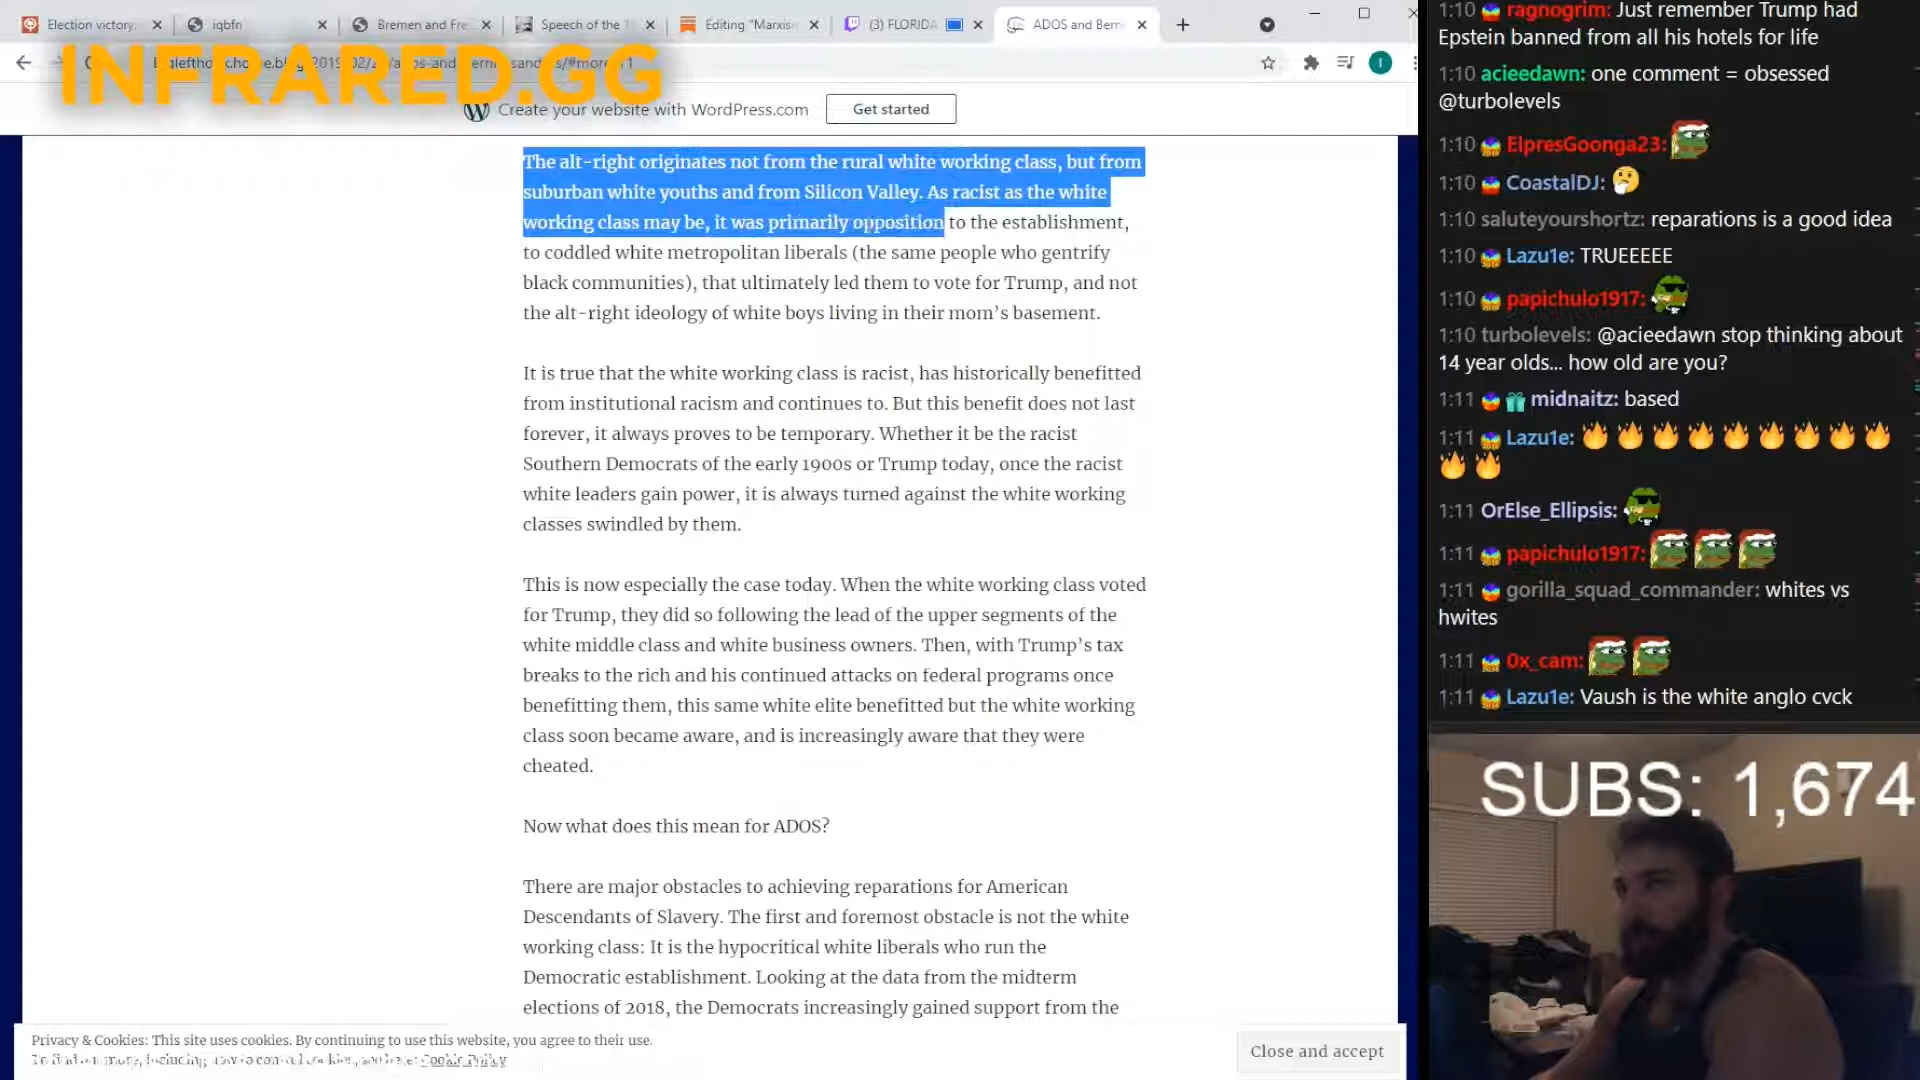 Election victory
iqbfn
Bremen and Fre
Speech of the
Editing "Marxis
(3) FLORIDA
ADOS and Bern
INFRARED.GG
Create your website with WordPress.com
Get started
The alt-right originates not from the rural white working class, but from
suburban white youths and from Silicon Valley. As racist as the white
working class may be, it was primarily opposition to the establishment,
to coddled white metropolitan liberals (the same people who gentrify
black communities), that ultimately led them to vote for Trump, and not
the alt-right ideology of white boys living in their mom's basement.
It is true that the white working class is racist, has historically benefitted
from institutional racism and continues to. But this benefit does not last
forever, it always proves to be temporary. Whether it be the racist
Southern Democrats of the early 1900s or Trump today, once the racist
white leaders gain power, it is always turned against the white working
classes swindled by them.
This is now especially the case today. When the white working class voted
for Trump, they did so following the lead of the upper segments of the
white middle class and white business owners. Then, with Trump's tax
breaks to the rich and his continued attacks on federal programs once
benefitting them, this same white elite benefitted but the white working
class soon became aware, and is increasingly aware that they were
cheated.
Now what does this mean for ADOS?
There are major obstacles to achieving reparations for American
Descendants of Slavery. The first and foremost obstacle is not the white
working class: It is the hypocritical white liberals who run the
Democratic establishment. Looking at the data from the midterm
elections of 2018, the Democrats increasingly gained support from the
Privacy & Cookies: This site uses cookies. By continuing to use this website, you agree to their use.
To find out more, including how to control cookies, see here: Cookie Policy
Close and accept
1:10 ragnogrim: Just remember Trump had
Epstein banned from all his hotels for life
1:10 acieedawn: one comment = obsessed
@turbolevels
1:10 ElpresGoonga23:
1:10 CoastalDJ:
1:10 saluteyourshortz: reparations is a good idea
1:10 Lazu1e: TRUEEEEE
1:10 papichulo1917:
1:10 turbolevels: @acieedawn stop thinking about
14 year olds... how old are you?
1:11 midnaitz: based
1:11 Lazu1e:
1:11 OrElse_Ellipsis:
1:11 papichulo1917:
1:11 gorilla_squad_commander: whites vs
hwites
1:11 0x_cam:
1:11 Lazu1e: Vaush is the white anglo cvck
SUBS: 1,674